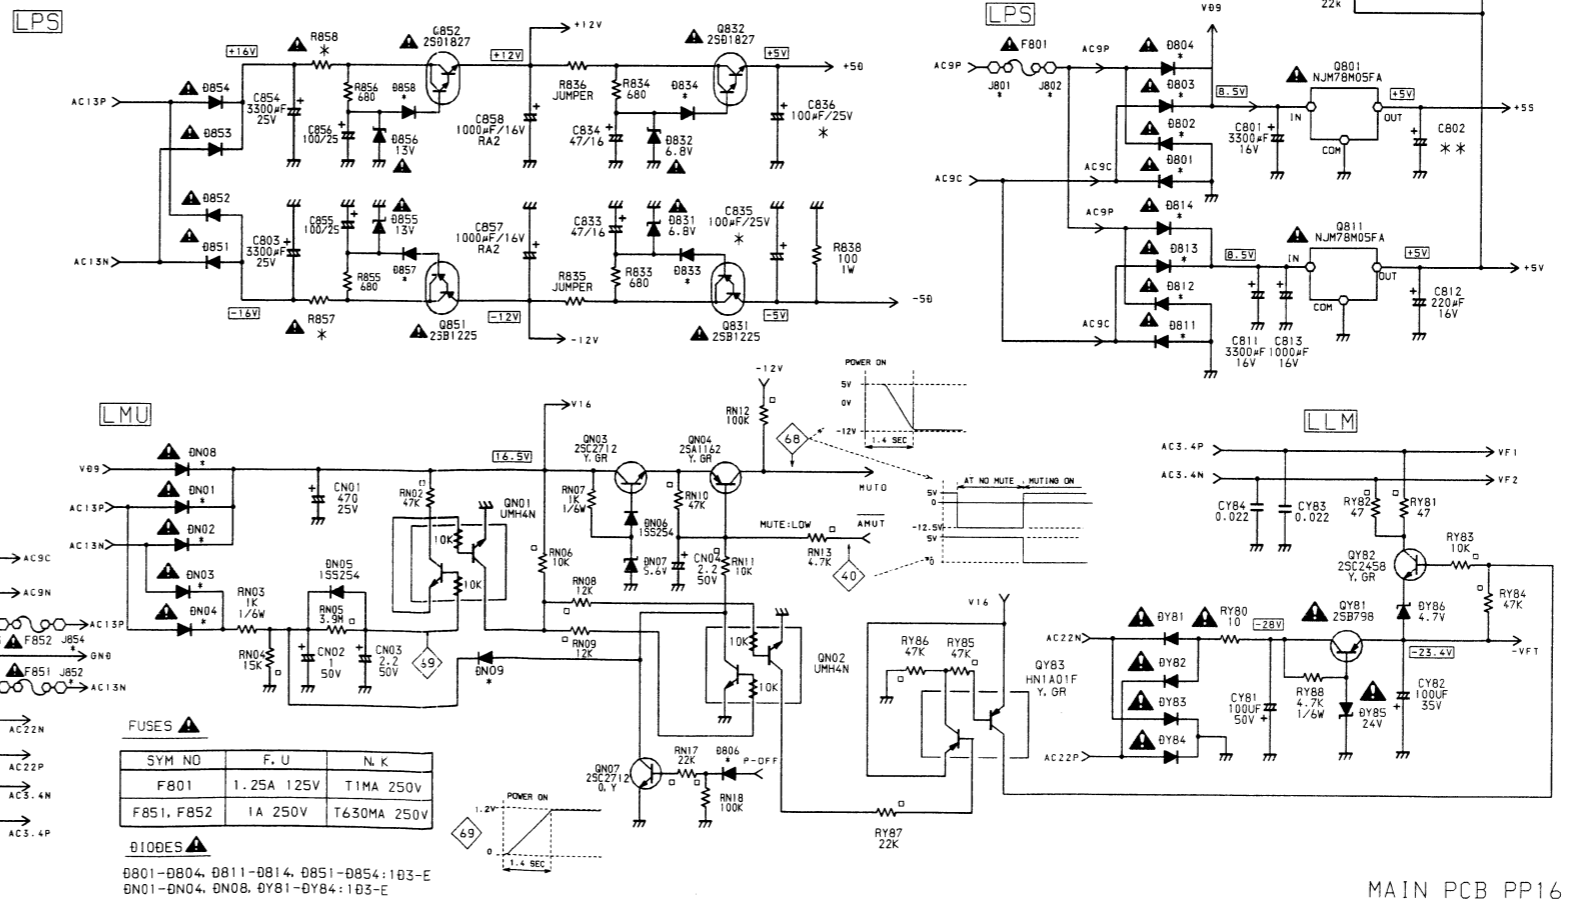 LPS
AC13P
AC13N
D854
D853
D852
D851
+16V
-16V
R858
*
C854
3300µF
25V
C803
3300µF
25V
R857
*
R856
680
C856
100/25
D858
*
D856
13V
Q852
2SD1827
+12V
+12V
C858
1000µF/16V
RA2
R836
JUMPER
R834
680
C834
47/16
D834
*
D832
6.8V
Q832
2SD1827
+5V
C836
100µF/25V
*
+5D
C855
100/25
D855
13V
R855
680
D857
*
Q851
2SB1225
C857
1000µF/16V
RA2
-12V
-12V
R835
JUMPER
C833
47/16
R833
680
D831
6.8V
D833
*
Q831
2SB1225
C835
100µF/25V
*
-5V
R838
100
1W
-5D
LPS
22k
VD9
AC9P
F801
J801
*
J802
*
AC9P
AC9C
AC9C
AC9P
AC9C
D804
*
D803
*
D802
*
D801
*
8.5V
C801
3300µF
16V
Q801
NJM78M05FA
IN
OUT
COM
+5V
C802
**
+5S
D814
*
D813
*
D812
*
D811
*
8.5V
C811
3300µF
16V
C813
1000µF
16V
Q811
NJM78M05FA
IN
OUT
COM
+5V
C812
220µF
16V
+5V
LMU
VD9
AC13P
AC13N
DN08
*
DN01
*
DN02
*
DN03
*
DN04
*
CN01
470
25V
RN03
1K
1/6W
RN04
15K
DN05
1SS254
RN05
3.9M
CN02
1
50V
CN03
2.2
50V
69
RN02
47K
QN01
UMH4N
10K
10K
16.5V
V16
RN06
10K
QN03
2SC2712
Y,GR
RN07
1K
1/6W
DN06
1SS254
DN07
5.6V
QN04
2SA1162
Y,GR
RN10
47K
CN04
2.2
50V
RN11
10K
RN12
100K
-12V
68
MUTO
MUTE:LOW
RN13
4.7K
AMUT
40
RN08
12K
RN09
12K
DN09
*
10K
10K
QN02
UMH4N
QN07
2SC2712
O,Y
RN17
22K
D806
*
P-OFF
RN18
100K
POWER ON
5V
0V
-12V
1.4 SEC
AT NO MUTE
MUTING ON
5V
0
-12.5V
5V
0
69
POWER ON
1.2V
0
1.4 SEC
V16
RY86
47K
RY85
47K
QY83
HN1A01F
Y,GR
RY87
22K
LLM
AC3.4P
AC3.4N
VF1
VF2
CY84
0.022
CY83
0.022
RY82
47
RY81
47
QY82
2SC2458
Y,GR
RY83
10K
RY84
47K
DY86
4.7V
AC22N
AC22P
DY81
DY82
DY83
DY84
RY80
10
-28V
CY81
100UF
50V
QY81
2SB798
RY88
4.7K
1/6W
DY85
24V
-23.4V
CY82
100UF
35V
-VFT
AC9C
AC9N
F852
J854
*
AC13P
GND
F851
J852
*
AC13N
AC22N
AC22P
AC3.4N
AC3.4P
FUSES
SYM NO F,U N,K
F801 1.25A 125V T1MA 250V
F851,F852 1A 250V T630MA 250V
DIODES
D801-D804, D811-D814, D851-D854:1D3-E
DN01-DN04, DN08, DY81-DY84:1D3-E
MAIN PCB PP16